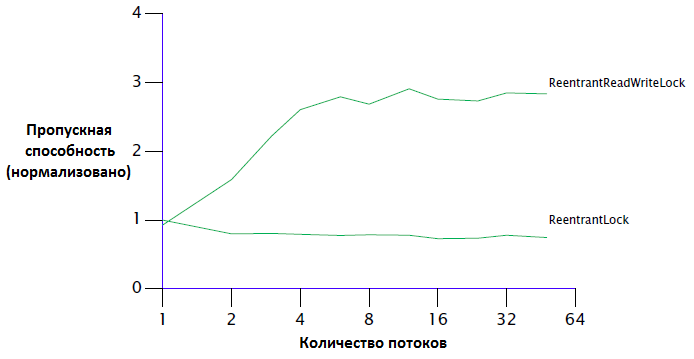 4
3
ReentrantReadWriteLock
Пропускная
способность
(нормализовано)
2
1
ReentrantLock
0
1 2 4 8 16 32 64
Количество потоков